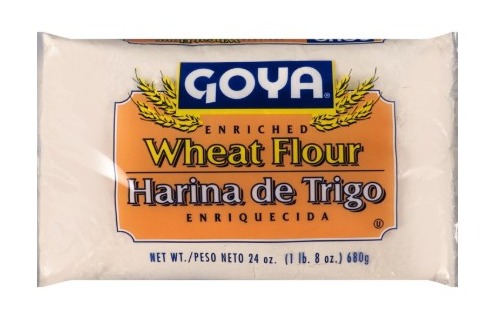 GOYA®
ENRICHED
Wheat Flour
Harina de Trigo
ENRIQUECIDA
U
NET WT./PESO NETO 24 oz. (1 lb. 8 oz.) 680g